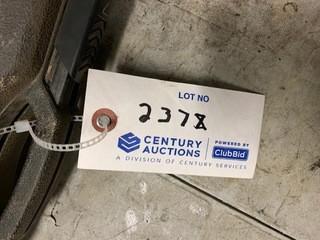 LOT NO
2378
CENTURY
AUCTIONS
POWERED BY
ClubBid
A DIVISION OF CENTURY SERVICES